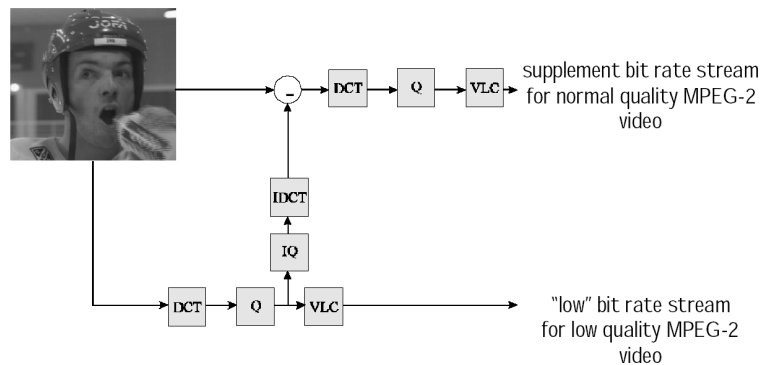 JOFA
DCT
Q
VLC
supplement bit rate stream
for normal quality MPEG-2
video
-
IDCT
IQ
DCT
Q
VLC
“low” bit rate stream
for low quality MPEG-2
video